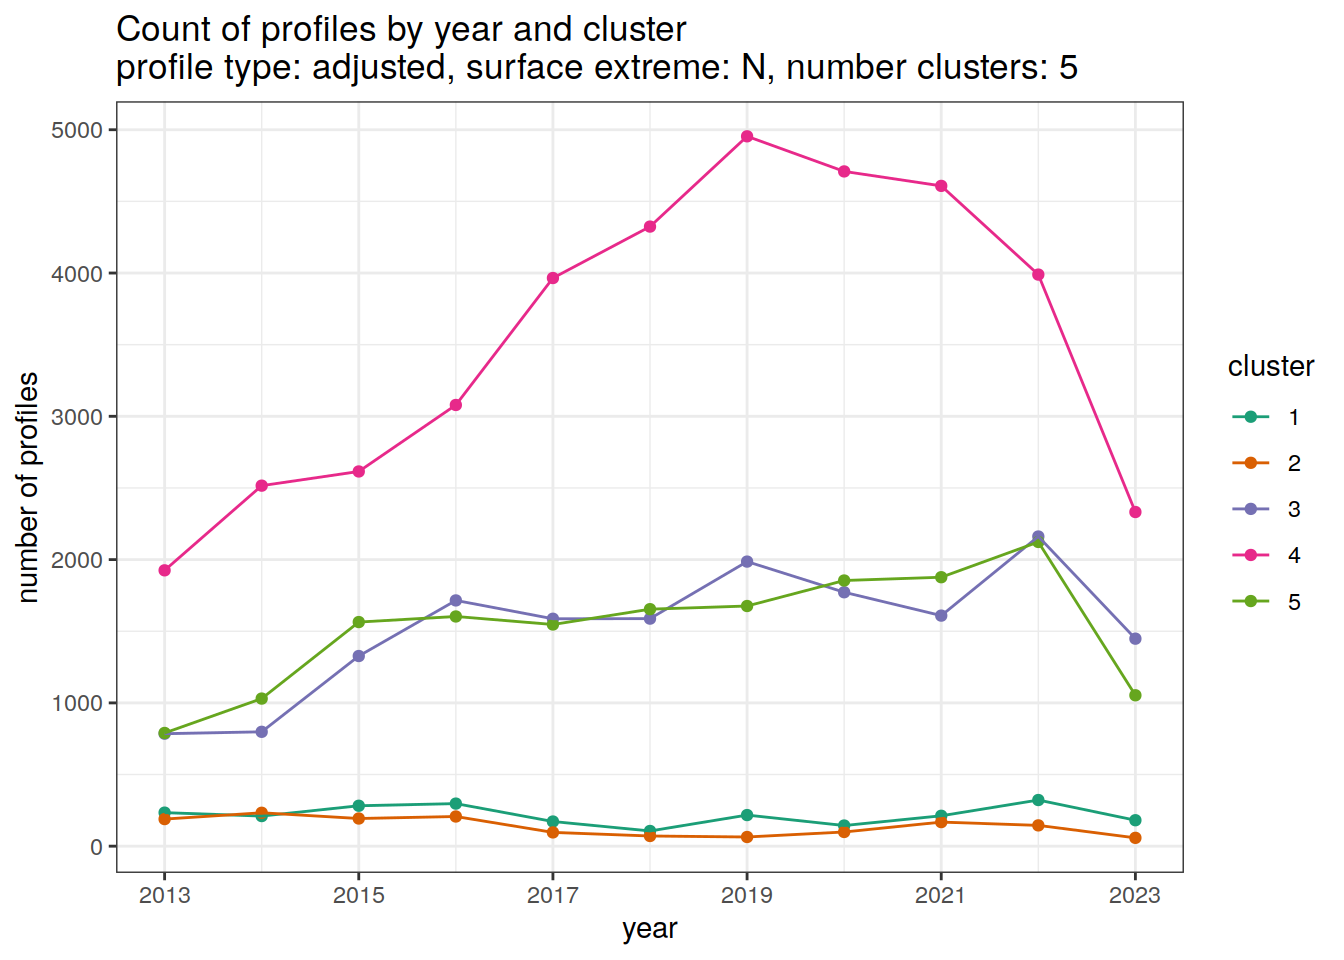 Count of profiles by year and cluster
profile type: adjusted, surface extreme: N, number clusters: 5
number of profiles
5000
4000
3000
2000
1000
0
2013 2015 2017 2019 2021 2023
year
cluster
1
2
3
4
5